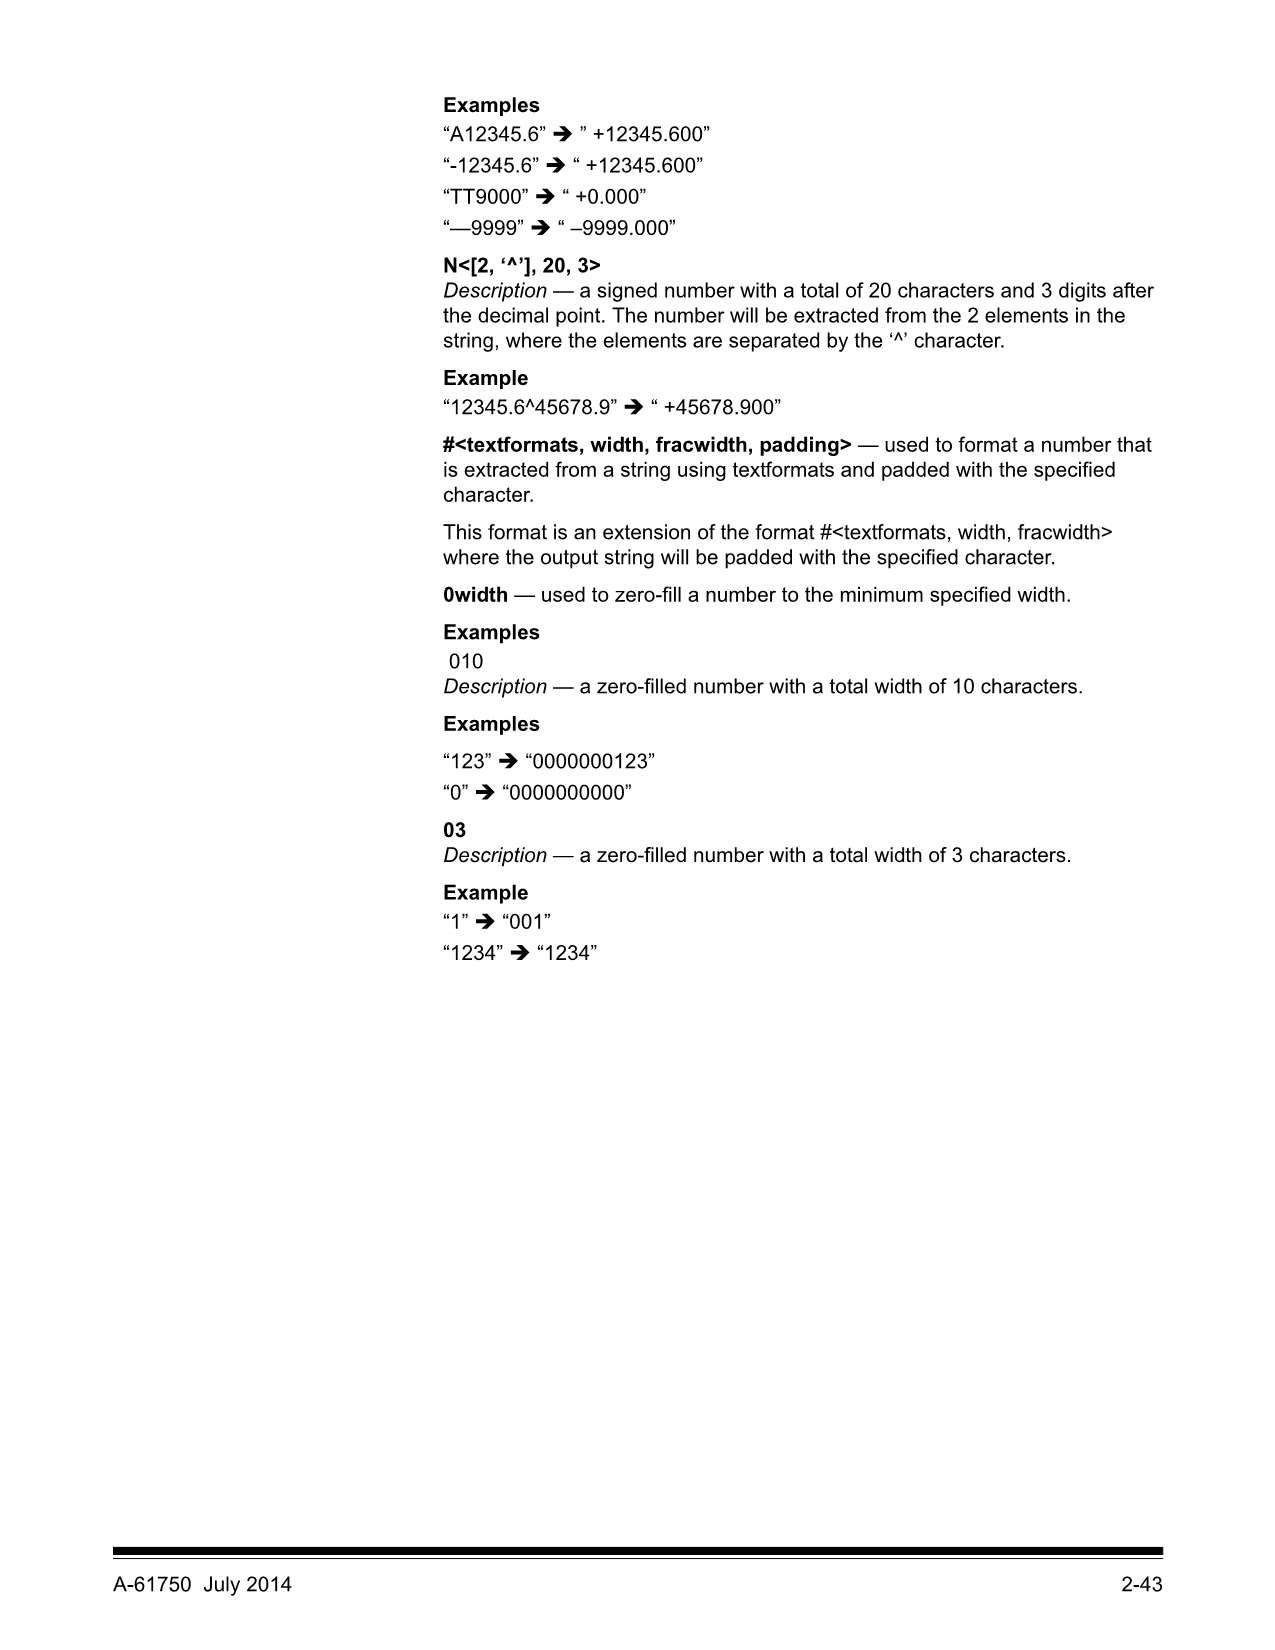 Examples
“A12345.6” ➔ ” +12345.600”
“-12345.6” ➔ “ +12345.600”
“TT9000” ➔ “ +0.000”
“—9999” ➔ “ –9999.000”
N<[2, ‘^’], 20, 3>
Description — a signed number with a total of 20 characters and 3 digits after
the decimal point. The number will be extracted from the 2 elements in the
string, where the elements are separated by the ‘^’ character.
Example
“12345.6^45678.9” ➔ “ +45678.900”
#<textformats, width, fracwidth, padding> — used to format a number that
is extracted from a string using textformats and padded with the specified
character.
This format is an extension of the format #<textformats, width, fracwidth>
where the output string will be padded with the specified character.
0width — used to zero-fill a number to the minimum specified width.
Examples
010
Description — a zero-filled number with a total width of 10 characters.
Examples
“123” ➔ “0000000123”
“0” ➔ “0000000000”
03
Description — a zero-filled number with a total width of 3 characters.
Example
“1” ➔ “001”
“1234” ➔ “1234”
A-61750 July 2014
2-43